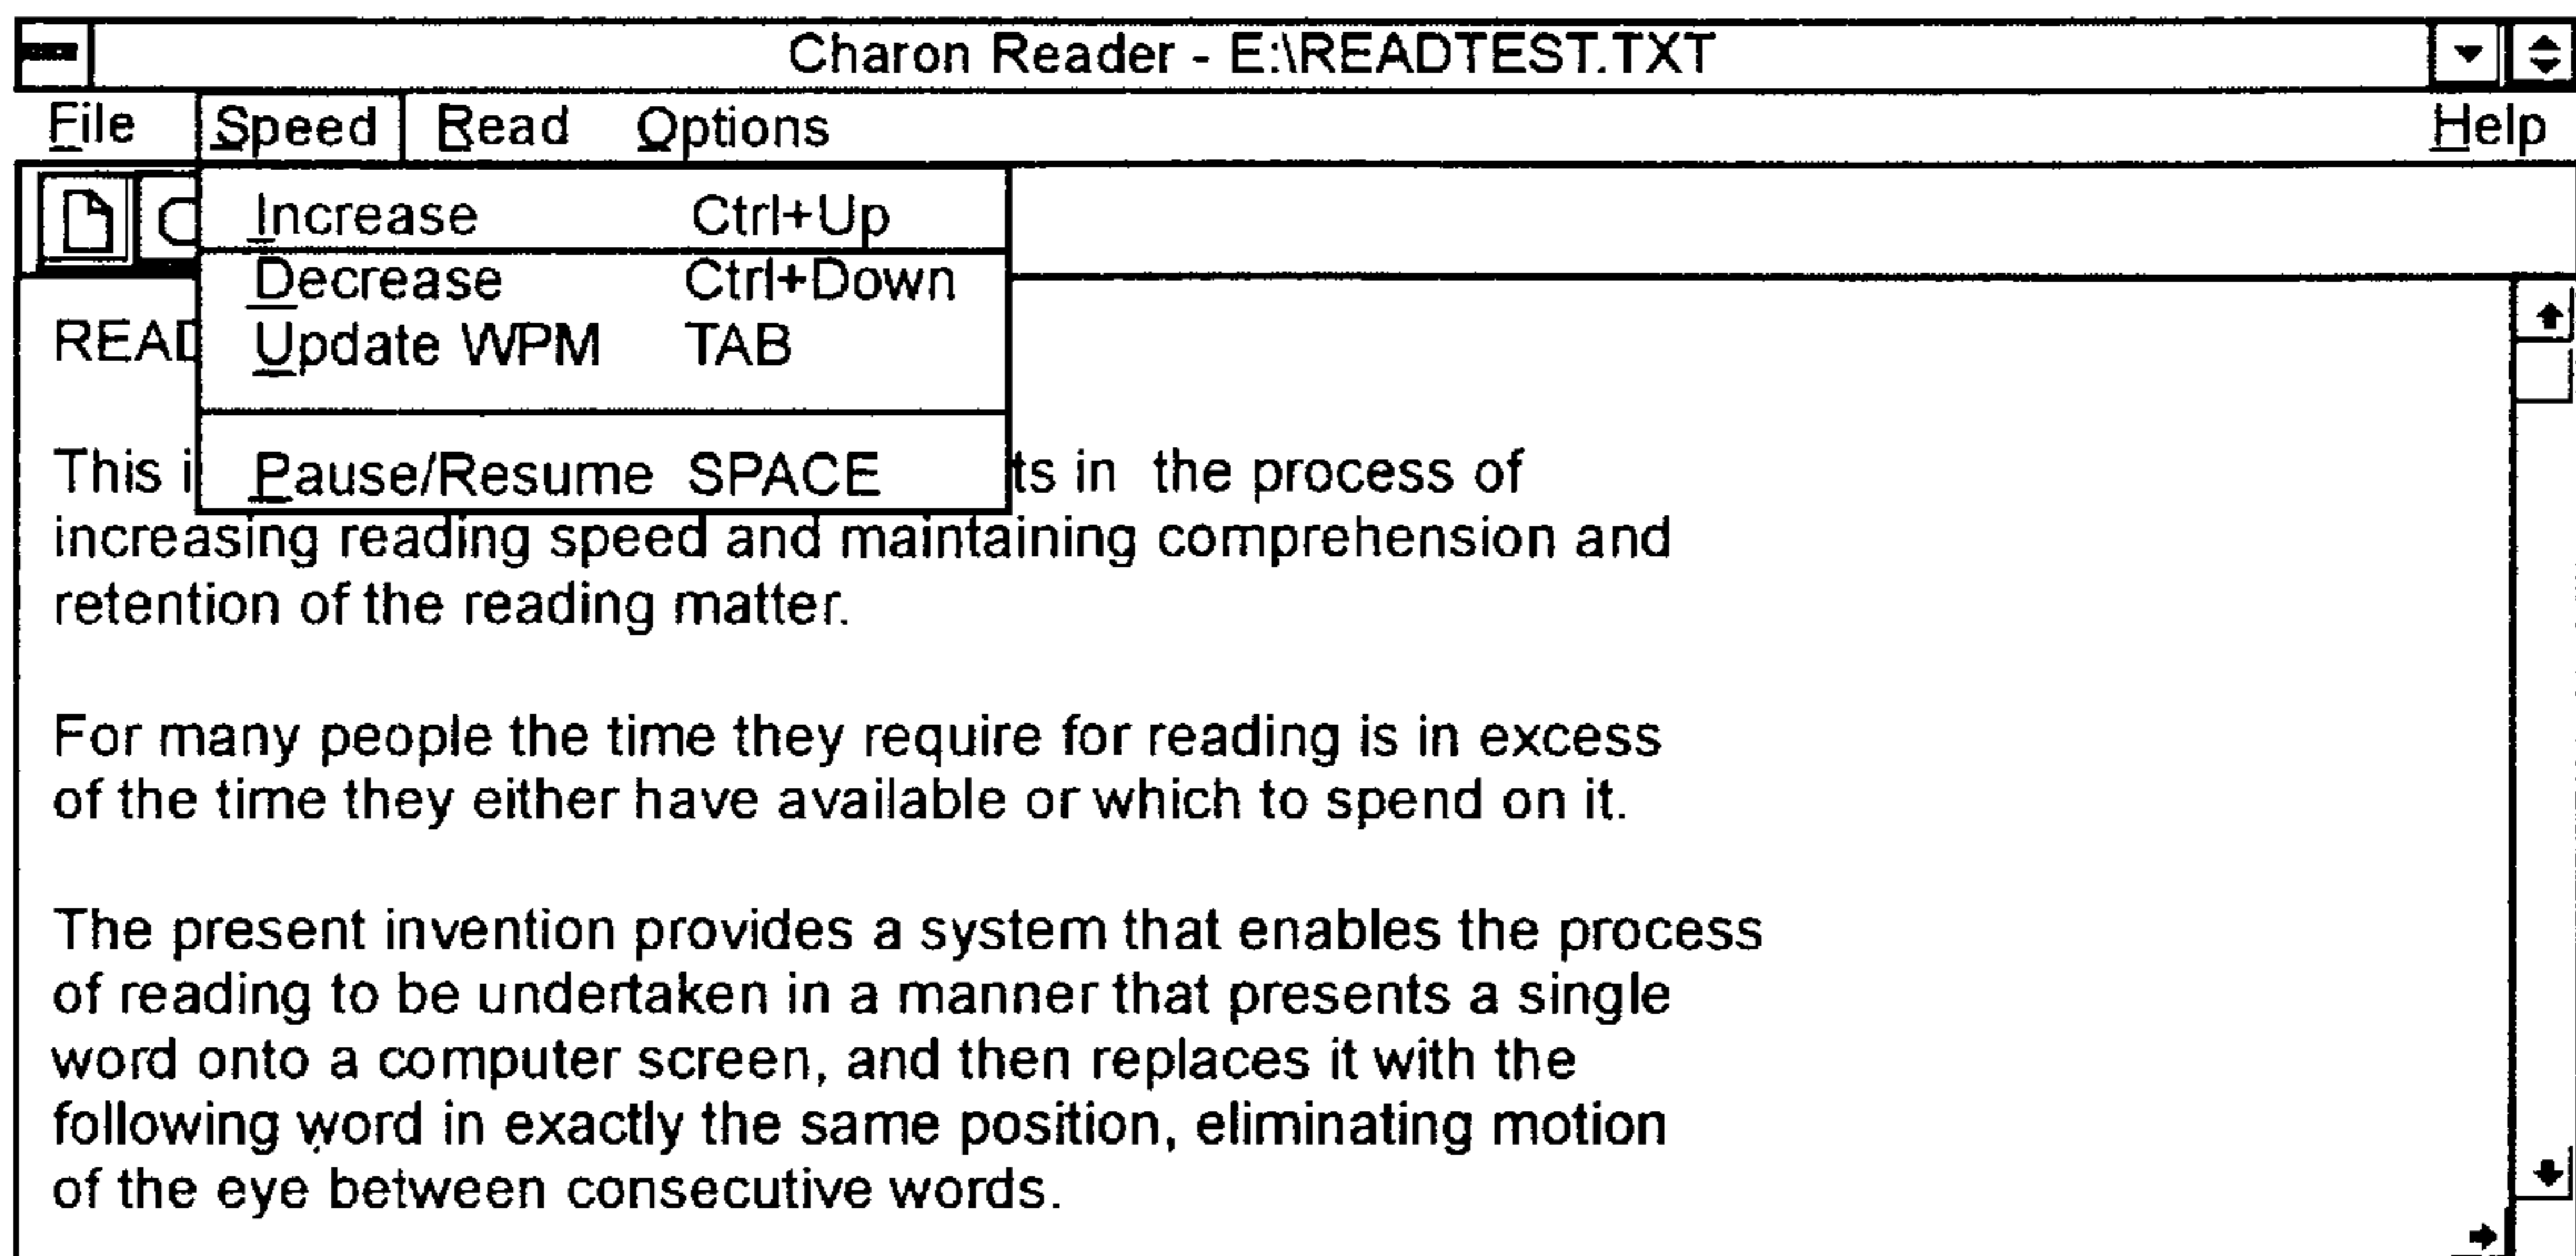 Charon Reader - E:\READTEST.TXT
File Speed Read Options Help
Increase Ctrl+Up
Decrease Ctrl+Down
Update WPM TAB
Pause/Resume SPACE
READ
This i ts in the process of
increasing reading speed and maintaining comprehension and
retention of the reading matter.
For many people the time they require for reading is in excess
of the time they either have available or which to spend on it.
The present invention provides a system that enables the process
of reading to be undertaken in a manner that presents a single
word onto a computer screen, and then replaces it with the
following word in exactly the same position, eliminating motion
of the eye between consecutive words.